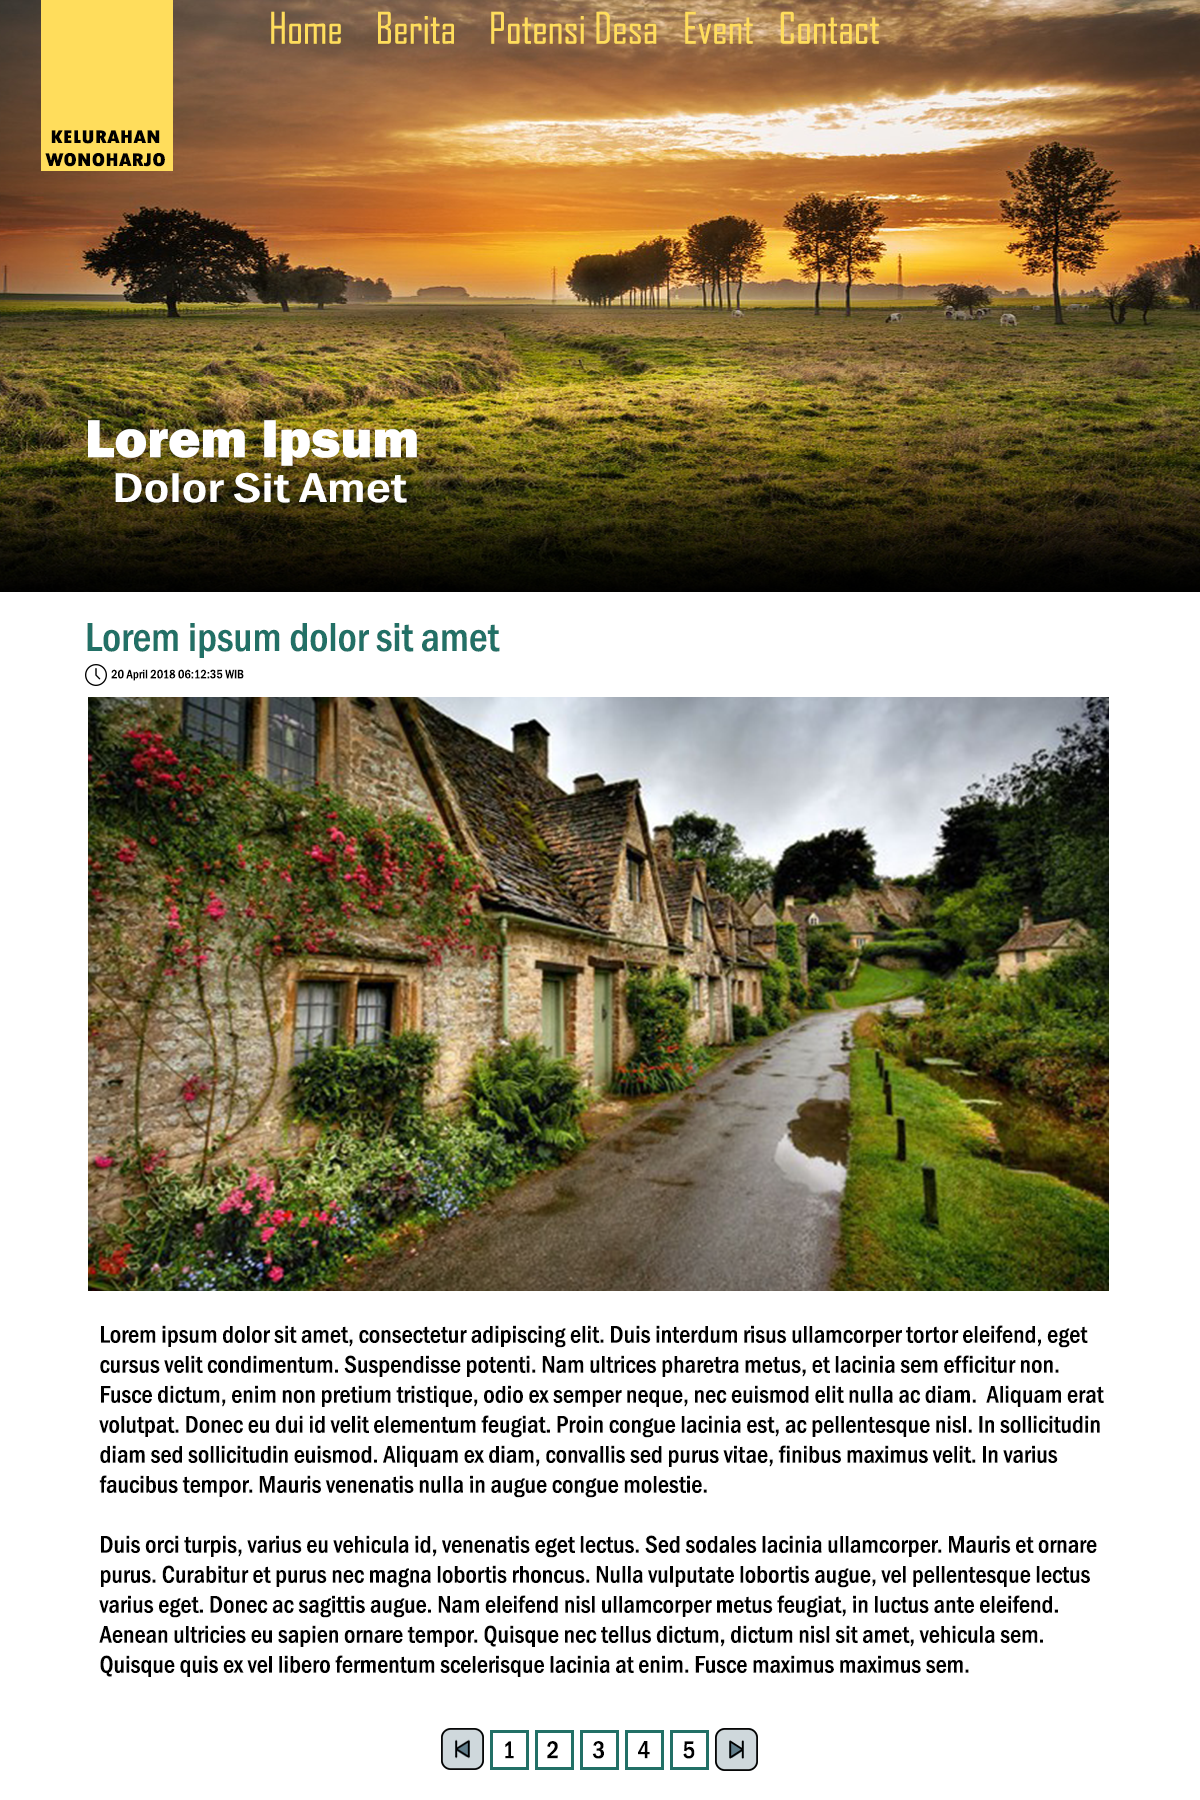 Home Berita Potensi Desa Event Contact
KELURAHAN
WONOHARJO
Lorem Ipsum
Dolor Sit Amet
Lorem ipsum dolor sit amet
20 April 2018 06:12:35 WIB
Lorem ipsum dolor sit amet, consectetur adipiscing elit. Duis interdum risus ullamcorper tortor eleifend, eget
cursus velit condimentum. Suspendisse potenti. Nam ultrices pharetra metus, et lacinia sem efficitur non.
Fusce dictum, enim non pretium tristique, odio ex semper neque, nec euismod elit nulla ac diam.  Aliquam erat
volutpat. Donec eu dui id velit elementum feugiat. Proin congue lacinia est, ac pellentesque nisl. In sollicitudin
diam sed sollicitudin euismod. Aliquam ex diam, convallis sed purus vitae, finibus maximus velit. In varius
faucibus tempor. Mauris venenatis nulla in augue congue molestie.
Duis orci turpis, varius eu vehicula id, venenatis eget lectus. Sed sodales lacinia ullamcorper. Mauris et ornare
purus. Curabitur et purus nec magna lobortis rhoncus. Nulla vulputate lobortis augue, vel pellentesque lectus
varius eget. Donec ac sagittis augue. Nam eleifend nisl ullamcorper metus feugiat, in luctus ante eleifend.
Aenean ultricies eu sapien ornare tempor. Quisque nec tellus dictum, dictum nisl sit amet, vehicula sem.
Quisque quis ex vel libero fermentum scelerisque lacinia at enim. Fusce maximus maximus sem.
1 2 3 4 5